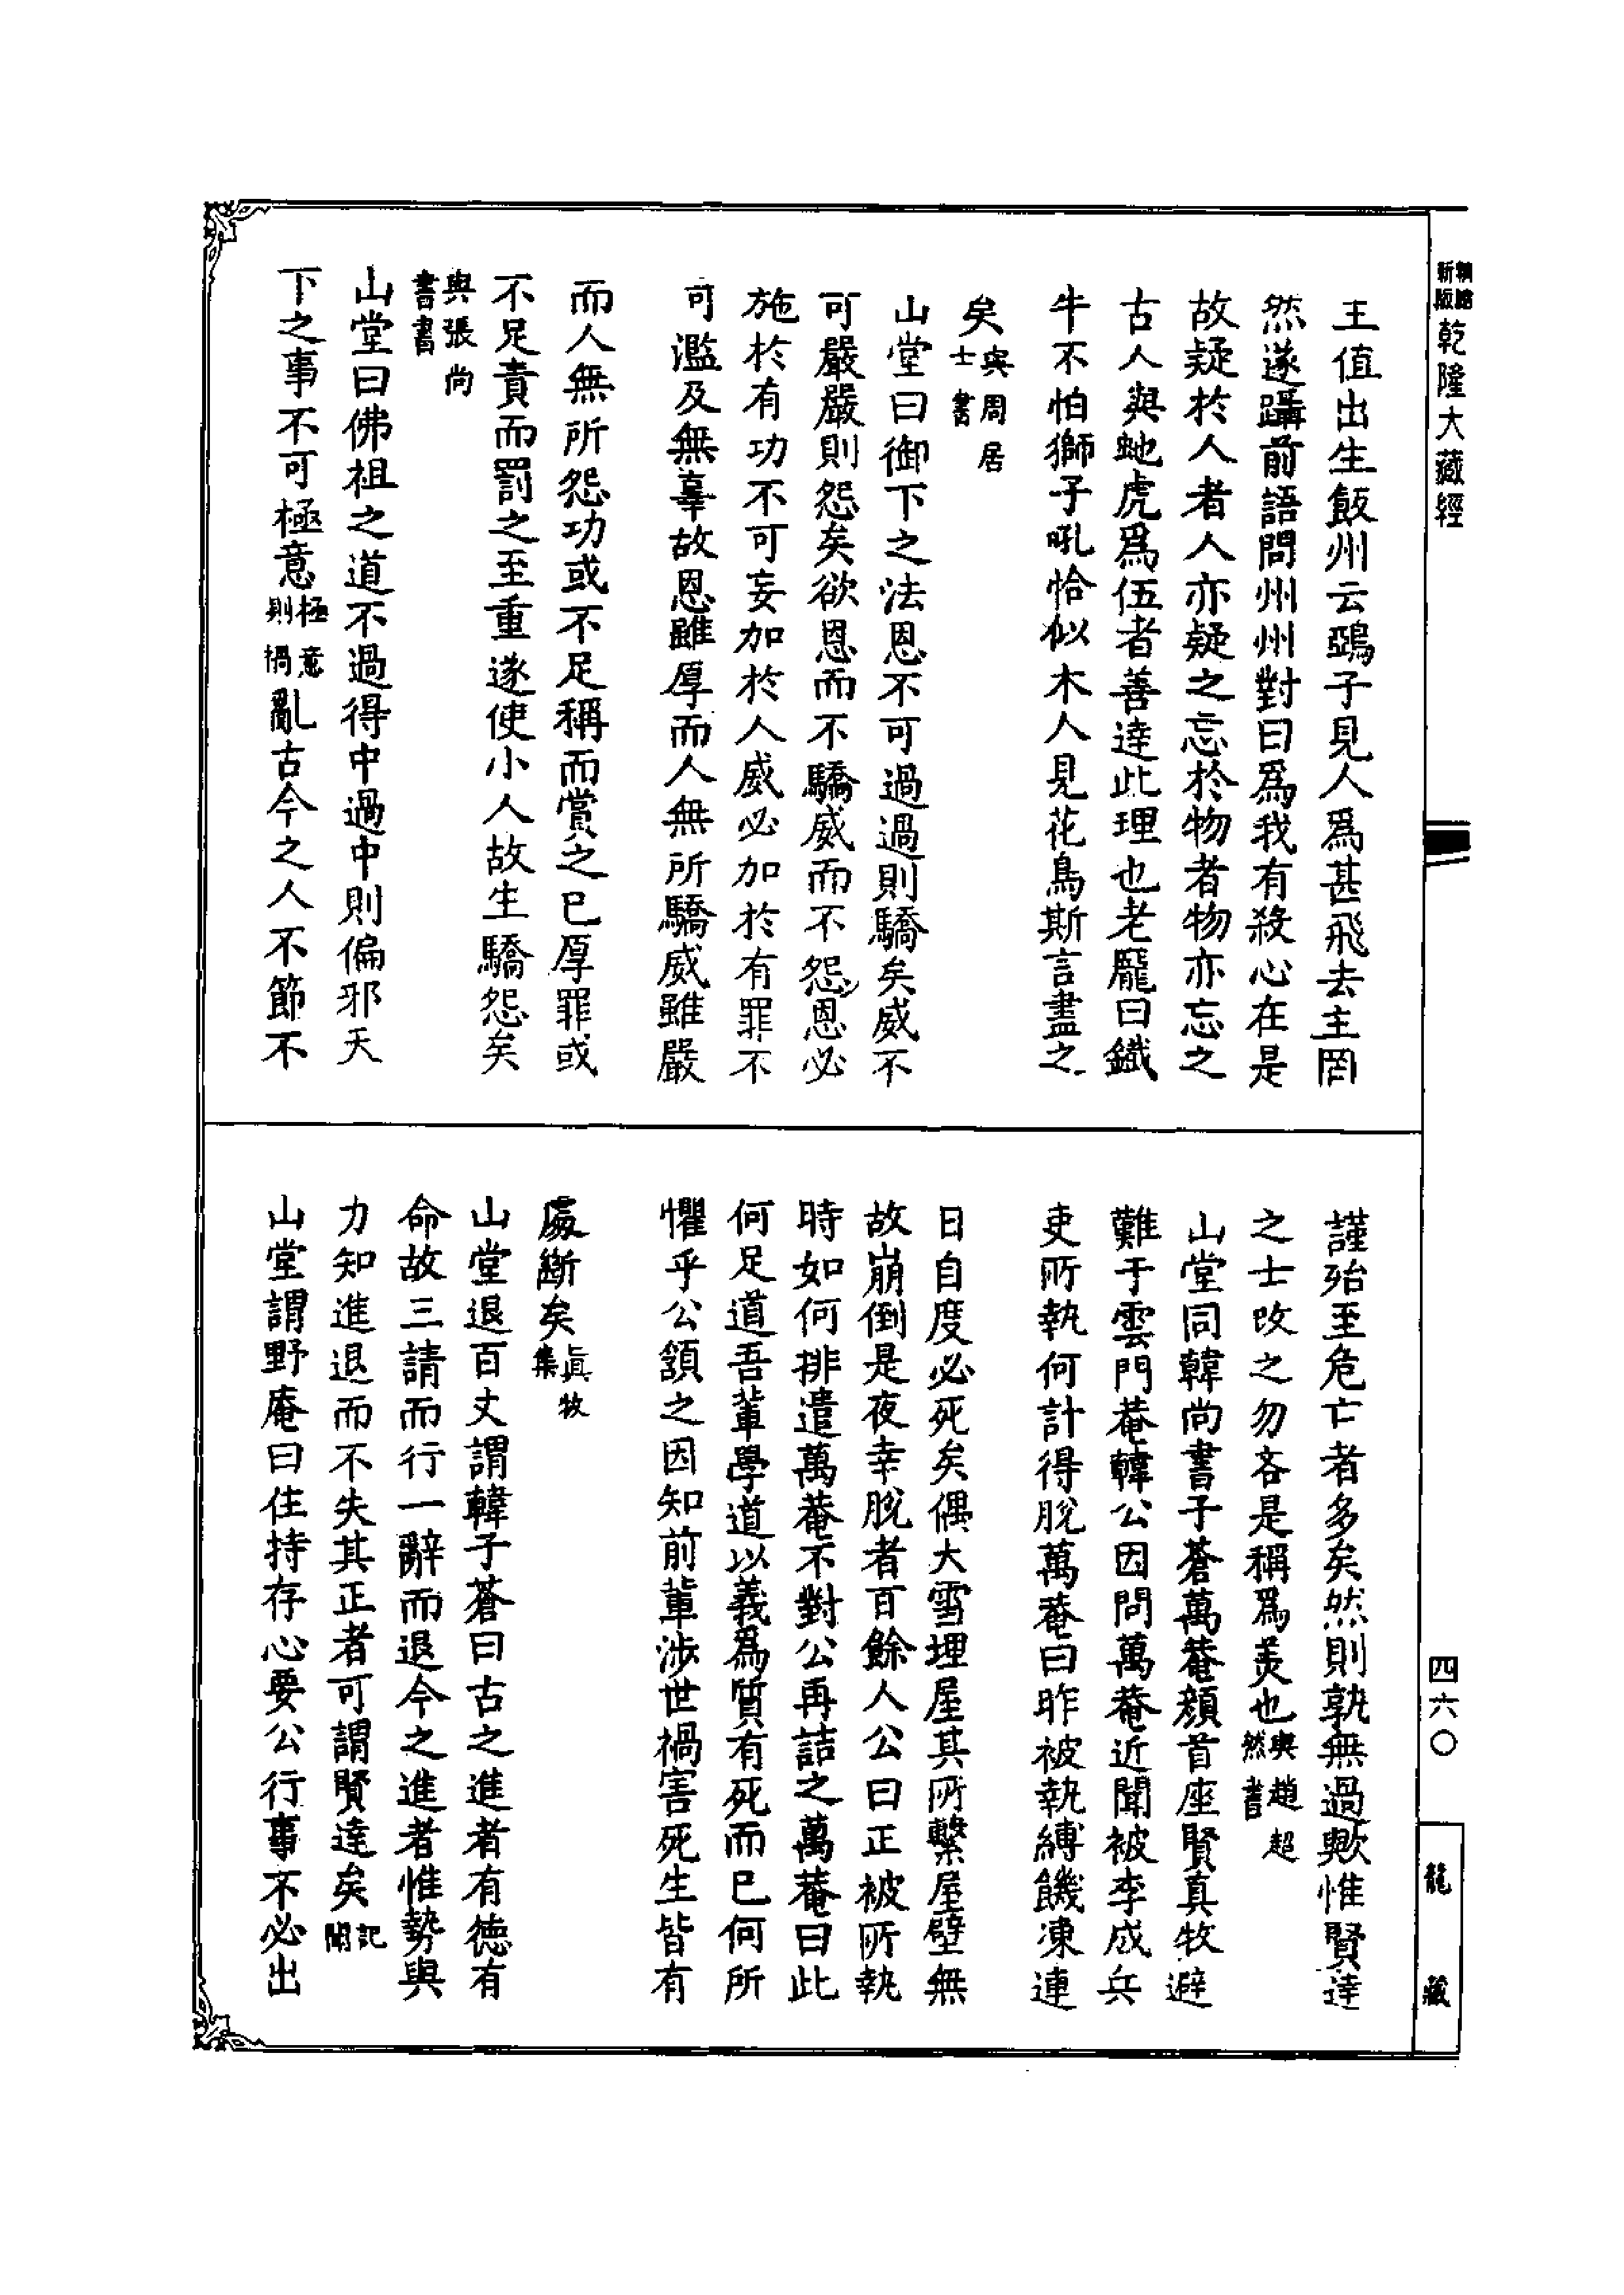 新版
乾隆大藏經
主值出生飯州云鵶子見人爲甚飛去主罔
然遂躡前語問州州對曰爲我有殺心在是
故疑於人者人亦疑之忘於物者物亦忘之
古人與虵虎爲伍者善達此理也老龐曰鐵
牛不怕獅子吼恰似木人見花鳥斯言盡之
矣與周居士書
山堂曰御下之法恩不可過過則驕矣威不
可嚴嚴則怨矣欲恩而不驕威而不怨恩必
施於有功不可妄加於人威必加於有罪不
可濫及無辜故恩雖厚而人無所驕威雖嚴
而人無所怨功或不足稱而賞之已厚罪或
不足責而罰之至重遂使小人故生驕怨矣
與張尚書書
山堂曰佛祖之道不過得中過中則偏邪天
下之事不可極意極意則禍亂古今之人不節不
謹殆至危亡者多矣然則孰無過歟惟賢達
之士改之勿吝是稱爲美也與趙超然書
山堂同韓尚書子蒼萬菴顏首座賢真牧避
難于雲門菴韓公因問萬菴近聞被李成兵
吏所執何計得脫萬菴曰昨被執縛饑凍連
日自度必死矣偶大雪埋屋其所繫屋壁無
故崩倒是夜幸脫者百餘人公曰正被所執
時如何排遣萬菴不對公再詰之萬菴曰此
何足道吾輩學道以義爲質有死而已何所
懼乎公頷之因知前輩涉世禍害死生皆有
處斷矣眞牧集
山堂退百丈謂韓子蒼曰古之進者有德有
命故三請而行一辭而退今之進者惟勢與
力知進退而不失其正者可謂賢達矣記聞
山堂謂野庵曰住持存心要公行事不必出
四六〇
龍藏